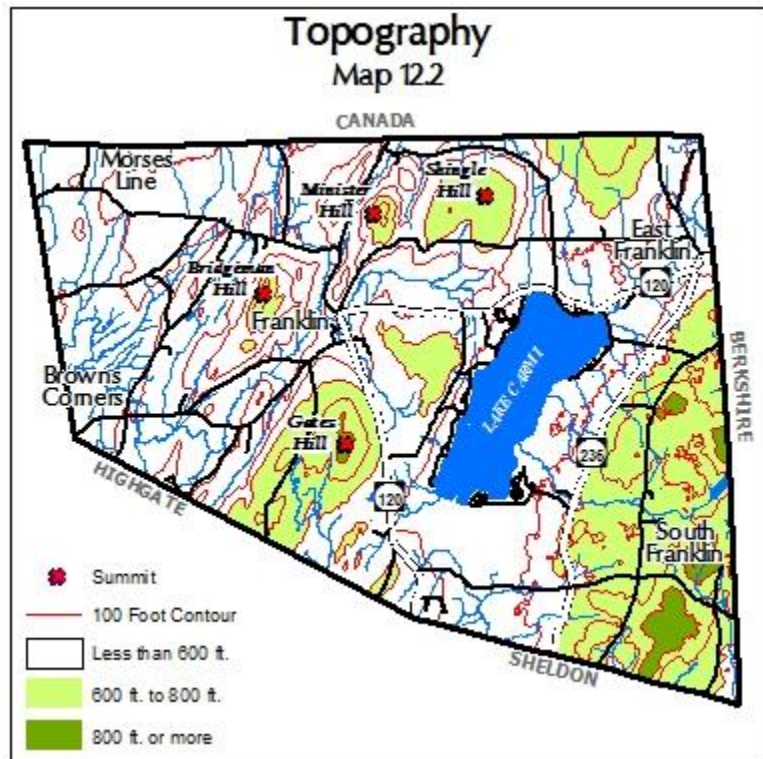 Topography
Map 12.2
CANADA
Morses
Line
Minister
Hill
Shingle
Hill
East
Franklin
120
Bridgeman
Hill
Franklin
LAKE CARMI
BERKSHIRE
Browns
Corners
Gates
Hill
236
120
HIGHGATE
South
Franklin
SHELDON
Summit
100 Foot Contour
Less than 600 ft.
600 ft. to 800 ft.
800 ft. or more